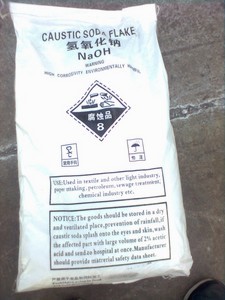 CAUSTIC SODA FLAKE
氢氧化钠
NaOH
WARNING
HIGH CORROSIVITY ENVIRONMENTALLY
腐蚀品
8
USE:Used in textile and other light industry,
pape making, petroleum, sewage treatment,
chemical industry etc.
NOTICE:The goods should be stored in a dry
and ventilated place, prevention of rainfall, if
caustic soda splash onto the eyes and skin, wash
the affected part with large volume of 2% acetic
acid and send to hospital at once. Manufacturer
should provide material safety data sheet.